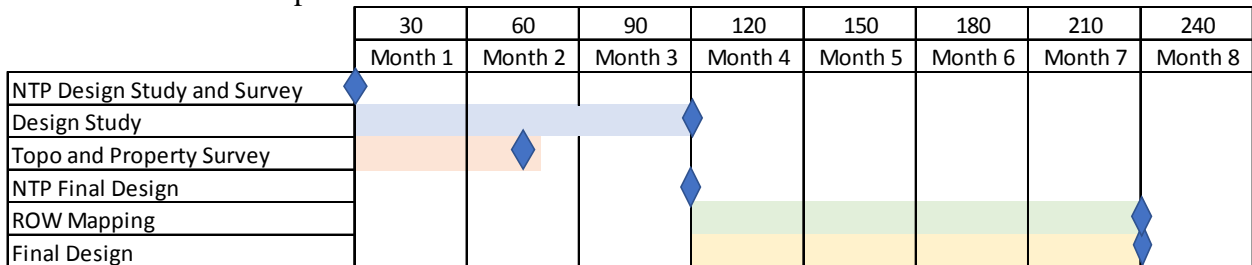 30 60 90 120 150 180 210 240
Month 1 Month 2 Month 3 Month 4 Month 5 Month 6 Month 7 Month 8
NTP Design Study and Survey
Design Study
Topo and Property Survey
NTP Final Design
ROW Mapping
Final Design